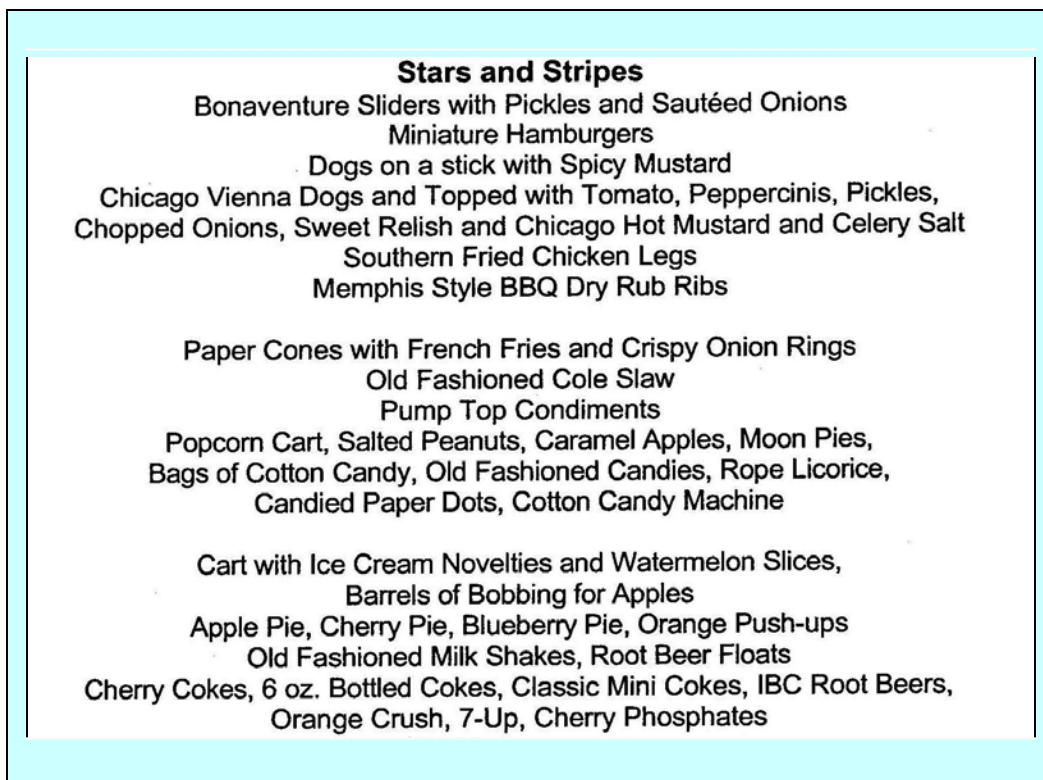 Stars and Stripes
Bonaventure Sliders with Pickles and Sautéed Onions
Miniature Hamburgers
Dogs on a stick with Spicy Mustard
Chicago Vienna Dogs and Topped with Tomato, Peppercinis, Pickles,
Chopped Onions, Sweet Relish and Chicago Hot Mustard and Celery Salt
Southern Fried Chicken Legs
Memphis Style BBQ Dry Rub Ribs
Paper Cones with French Fries and Crispy Onion Rings
Old Fashioned Cole Slaw
Pump Top Condiments
Popcorn Cart, Salted Peanuts, Caramel Apples, Moon Pies,
Bags of Cotton Candy, Old Fashioned Candies, Rope Licorice,
Candied Paper Dots, Cotton Candy Machine
Cart with Ice Cream Novelties and Watermelon Slices,
Barrels of Bobbing for Apples
Apple Pie, Cherry Pie, Blueberry Pie, Orange Push-ups
Old Fashioned Milk Shakes, Root Beer Floats
Cherry Cokes, 6 oz. Bottled Cokes, Classic Mini Cokes, IBC Root Beers,
Orange Crush, 7-Up, Cherry Phosphates